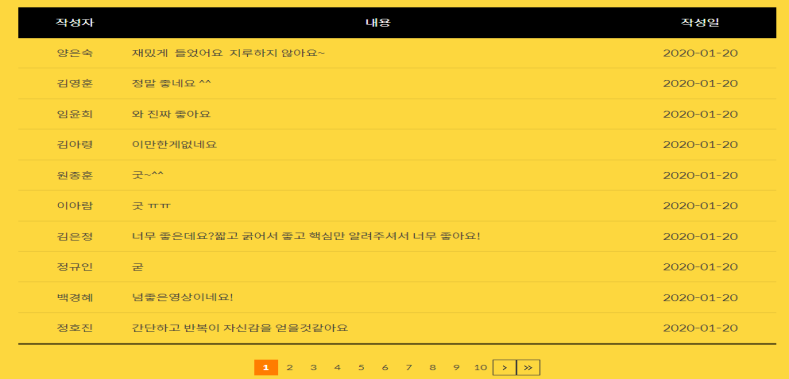 작성자 내용 작성일
양은숙 재밌게 들었어요 지루하지 않아요~ 2020-01-20
김영훈 정말 좋네요 ^^ 2020-01-20
임윤희 와 진짜 좋아요 2020-01-20
김아령 이만한게없네요 2020-01-20
원종훈 굿~^^ 2020-01-20
이아람 굿 ㅠㅠ 2020-01-20
김은정 너무 좋은데요?짧고 굵어서 좋고 핵심만 알려주셔서 너무 좋아요! 2020-01-20
정규인 굳 2020-01-20
백경혜 넘좋은영상이네요! 2020-01-20
정호진 간단하고 반복이 자신감을 얻을것같아요 2020-01-20
1 2 3 4 5 6 7 8 9 10 > >>